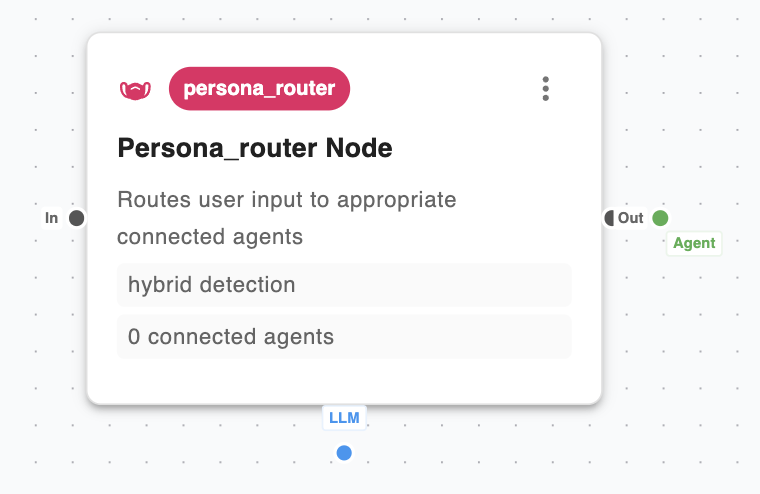 persona_router
Persona_router Node
Routes user input to appropriate
connected agents
In
Out
Agent
hybrid detection
0 connected agents
LLM